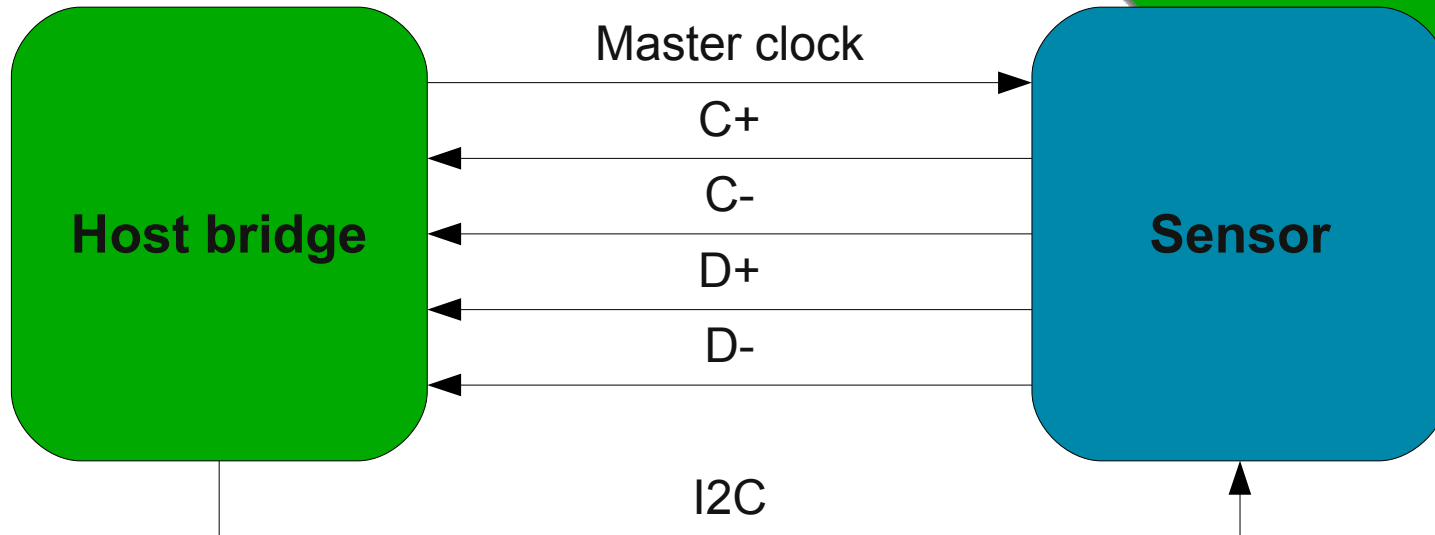 Master clock
C+
C-
Host bridge
Sensor
D+
D-
I2C